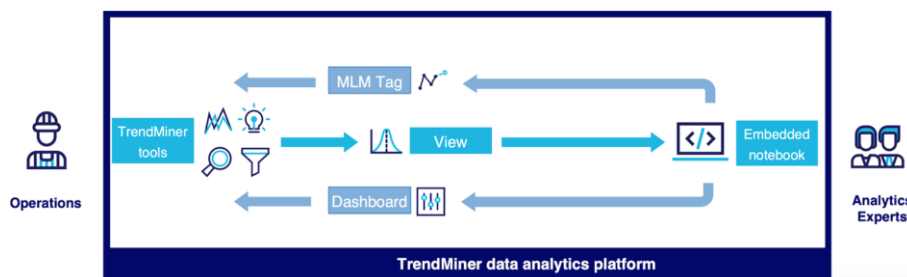 MLM Tag
TrendMiner
tools
View
</>
Embedded
notebook
Dashboard
Operations
Analytics
Experts
TrendMiner data analytics platform